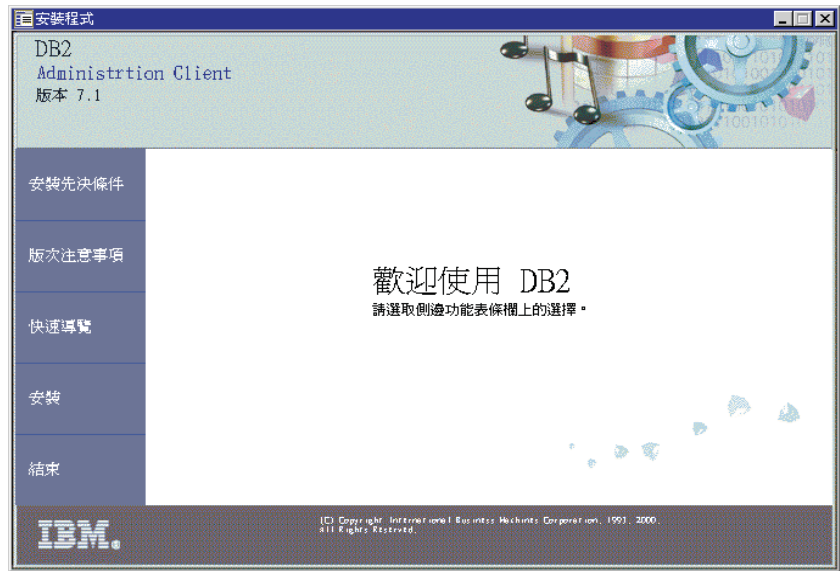 安裝程式
DB2
Administrtion Client
版本 7.1
安裝先決條件
版次注意事項
快速導覽
安裝
結束
歡迎使用 DB2
請選取側邊功能表條欄上的選擇。
IBM.
(C) Copyright International Business Machines Corporation, 1993, 2000.
All Rights Reserved.